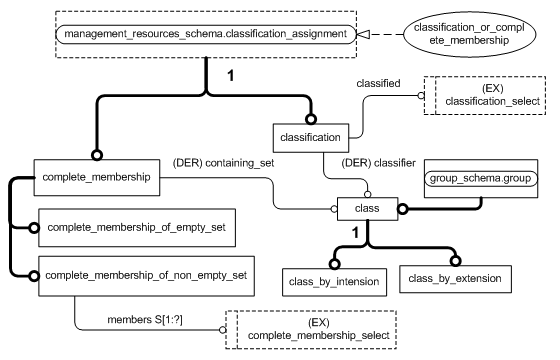 management_resources_schema.classification_assignment
classification_or_compl
ete_membership
1
classified
(EX)
classification_select
classification
(DER) containing_set
(DER) classifier
complete_membership
group_schema.group
class
complete_membership_of_empty_set
1
complete_membership_of_non_empty_set
class_by_intension
class_by_extension
members S[1:?]
(EX)
complete_membership_select